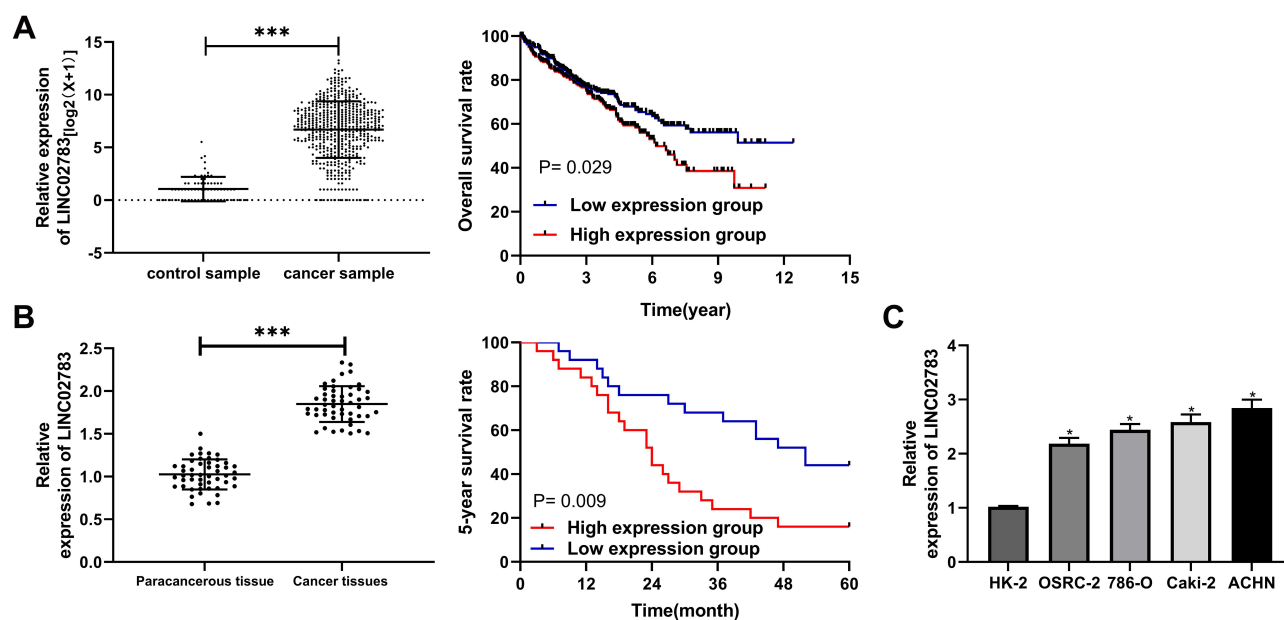 A
Relative expression
of LINC02783[log2(X+1)]
15
10
5
0
-5
***
control sample
cancer sample
Overall survival rate
100
80
60
40
20
0
P= 0.029
Low expression group
High expression group
0
3
6
9
12
15
Time(year)
B
Relative
expression of LINC02783
2.5
2.0
1.5
1.0
0.5
0.0
***
Paracancerous tissue
Cancer tissues
5-year survival rate
100
80
60
40
20
0
P= 0.009
High expression group
Low expression group
0
12
24
36
48
60
Time(month)
C
Relative
expression of LINC02783
4
3
2
1
0
*
*
*
*
HK-2
OSRC-2
786-O
Caki-2
ACHN